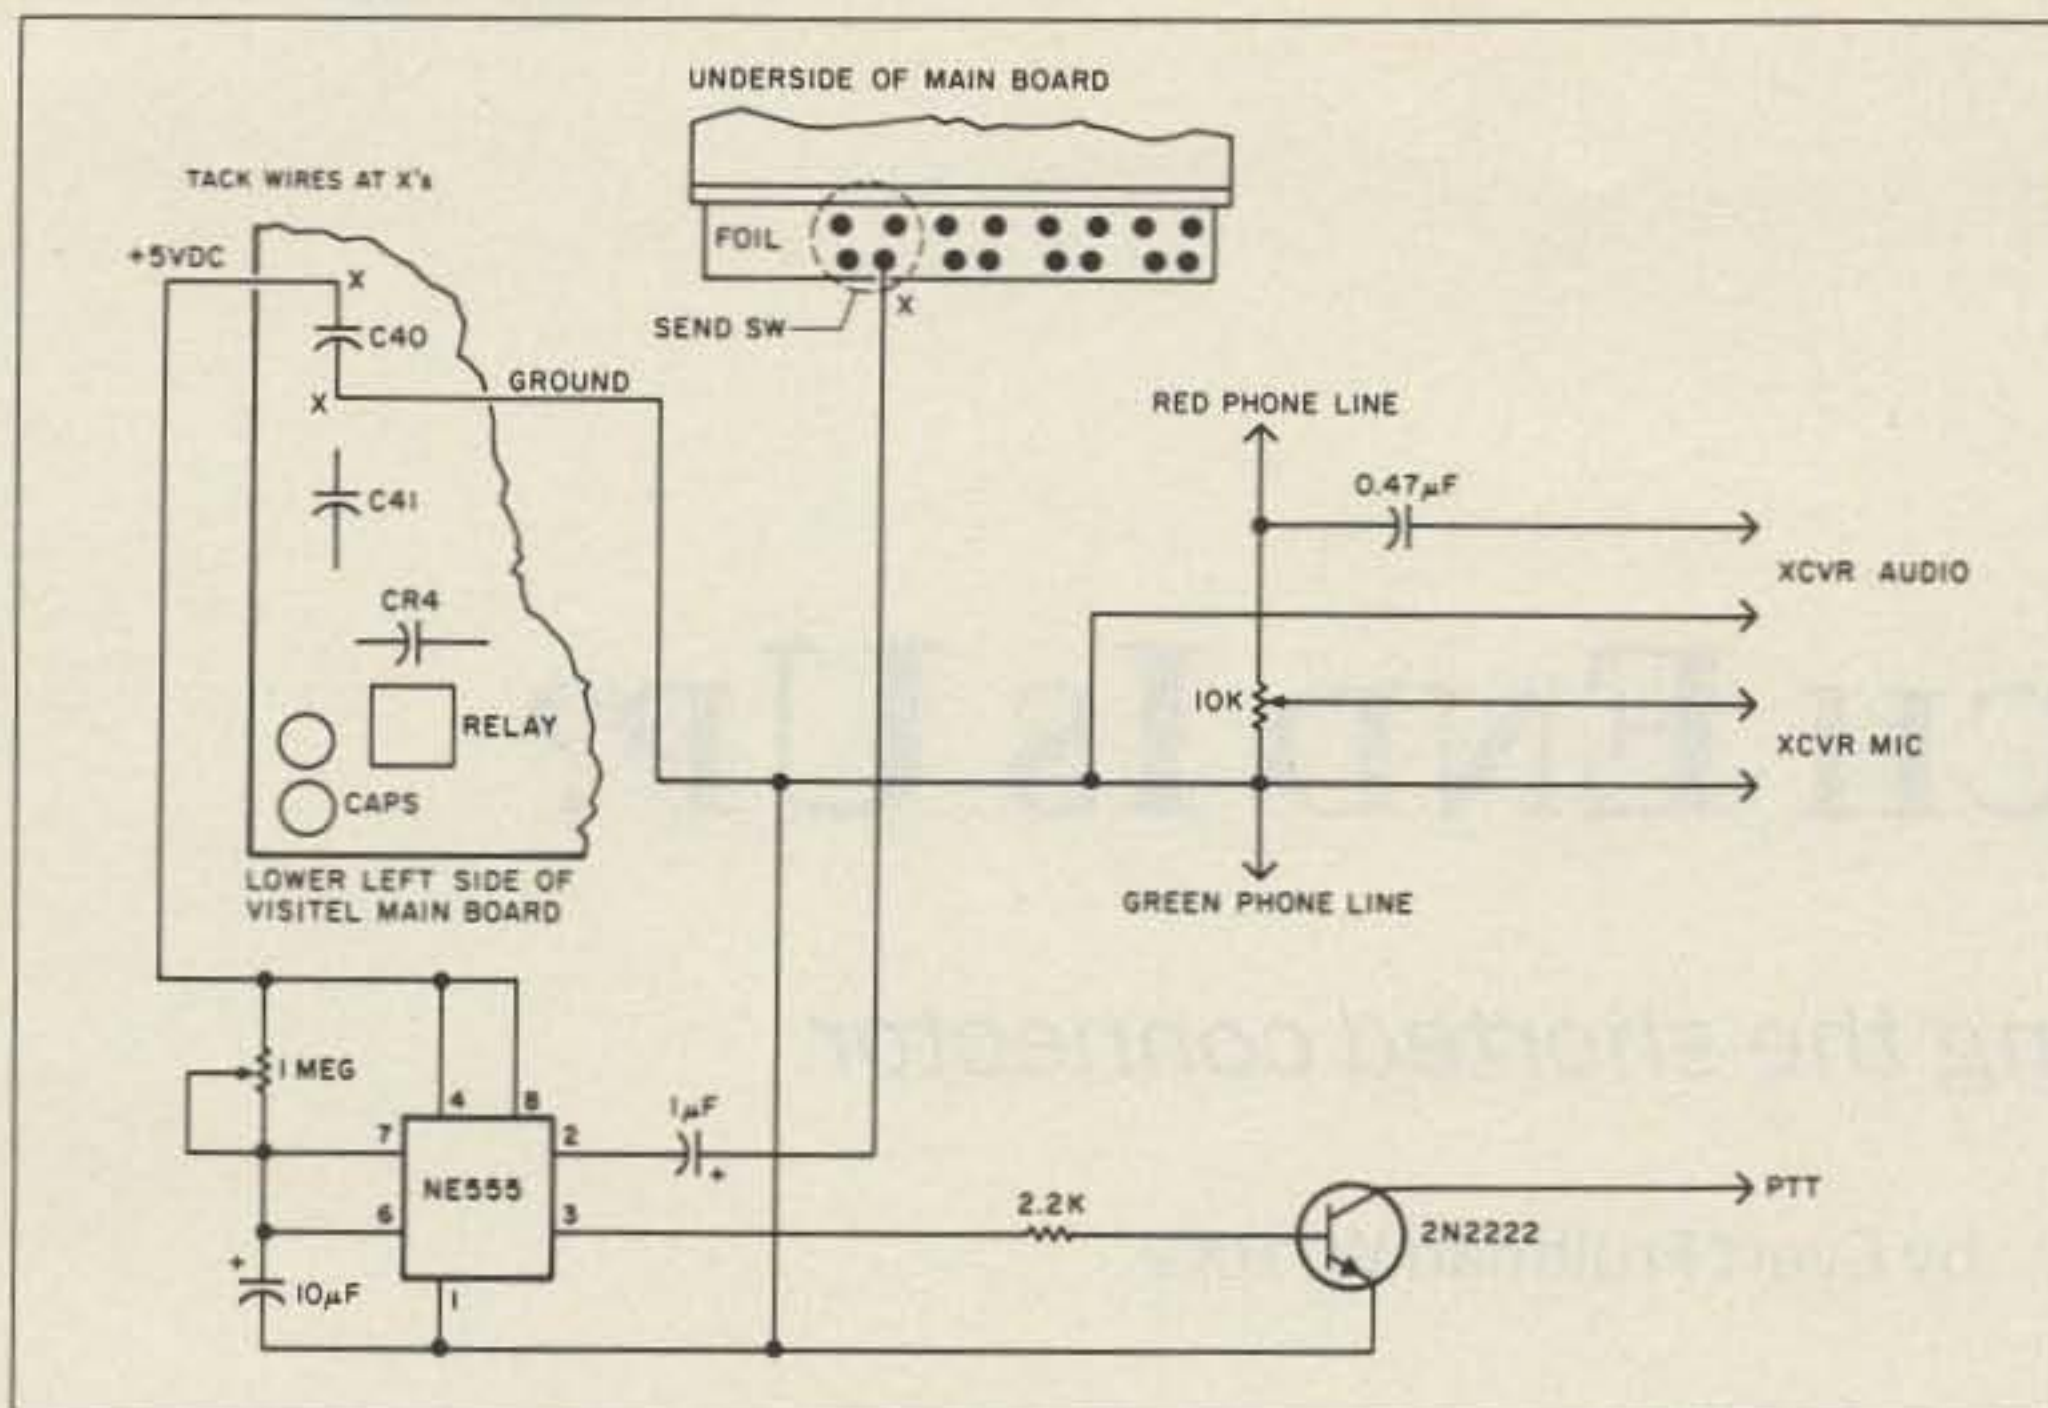 UNDERSIDE OF MAIN BOARD
TACK WIRES AT X's
+5VDC
X
C40
GROUND
X
C41
CR4
RELAY
CAPS
LOWER LEFT SIDE OF
VISITEL MAIN BOARD
FOIL
SEND SW
X
RED PHONE LINE
0.47µF
XCVR AUDIO
10K
XCVR MIC
GREEN PHONE LINE
1 MEG
4
8
7
2
1µF
+
NE555
6
3
2.2K
PTT
2N2222
+
10µF
1